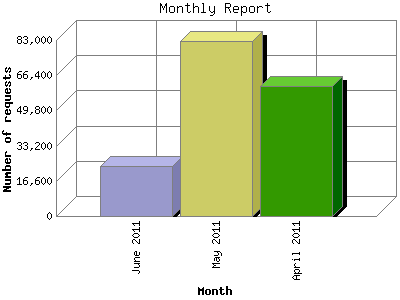 Monthly Report
83,000
66,400
49,800
33,200
16,600
0
Number of requests
June 2011
May 2011
April 2011
Month